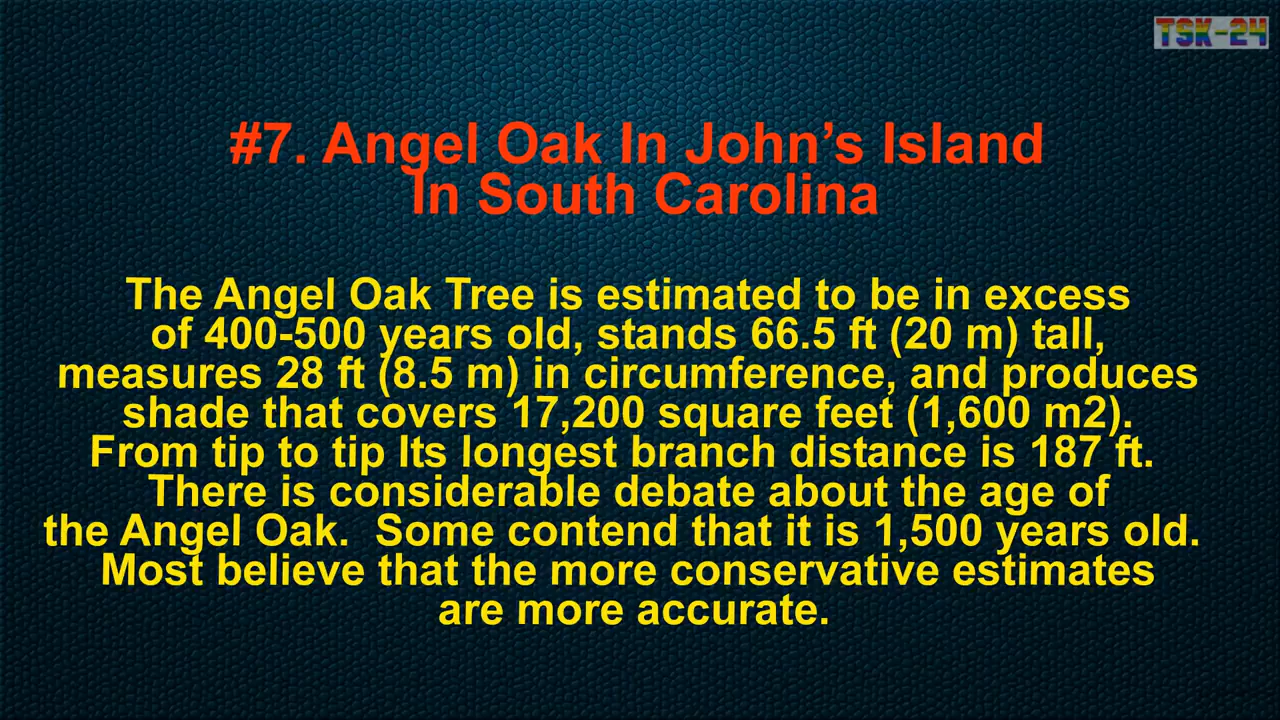 TSK-24
#7. Angel Oak In John’s Island
In South Carolina
The Angel Oak Tree is estimated to be in excess
of 400-500 years old, stands 66.5 ft (20 m) tall,
measures 28 ft (8.5 m) in circumference, and produces
shade that covers 17,200 square feet (1,600 m2).
From tip to tip Its longest branch distance is 187 ft.
There is considerable debate about the age of
the Angel Oak.  Some contend that it is 1,500 years old.
Most believe that the more conservative estimates
are more accurate.